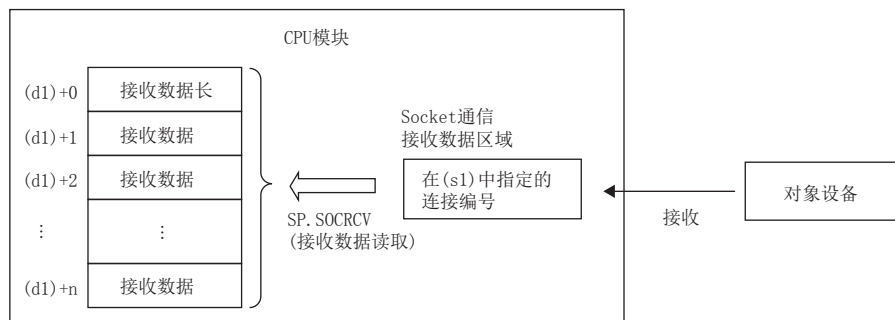 CPU模块
(d1)+0 接收数据长
(d1)+1 接收数据
(d1)+2 接收数据
⋮ ⋮
(d1)+n 接收数据
SP.SOCRCV
(接收数据读取)
Socket通信
接收数据区域
在(s1)中指定的
连接编号
接收
对象设备